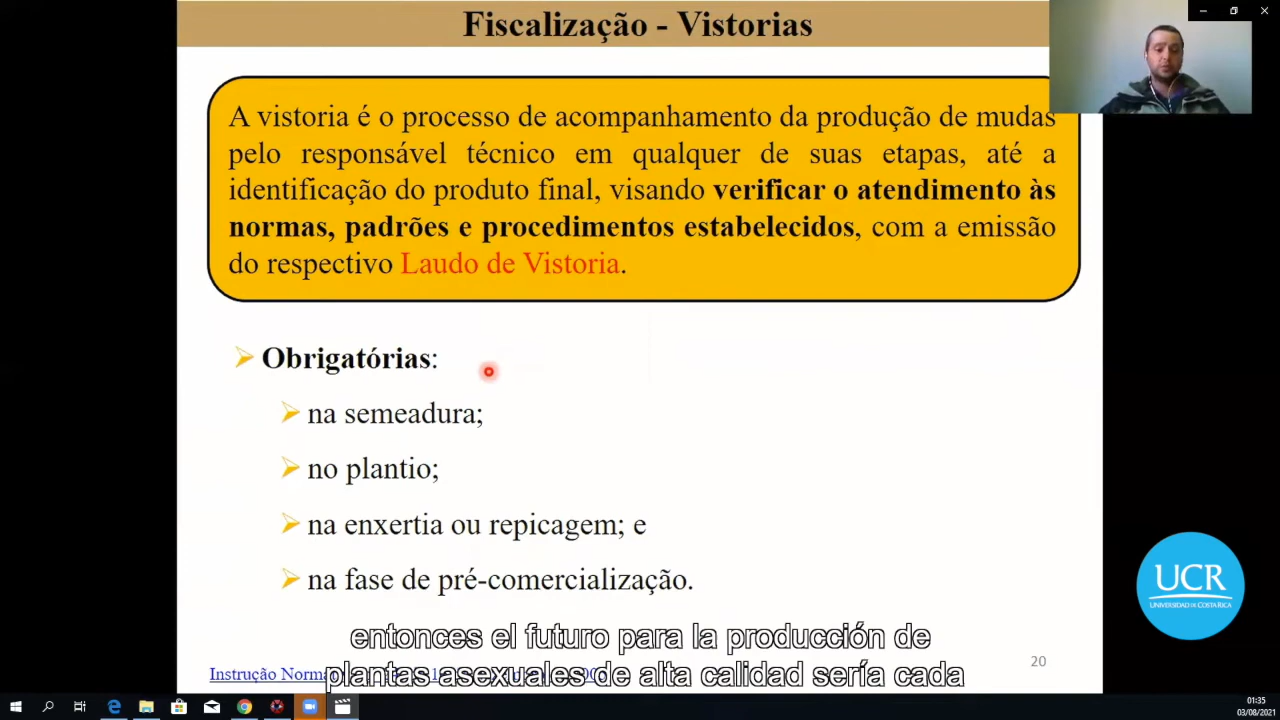 Fiscalização - Vistorias
A vistoria é o processo de acompanhamento da produção de mudas
pelo responsável técnico em qualquer de suas etapas, até a
identificação do produto final, visando verificar o atendimento às
normas, padrões e procedimentos estabelecidos, com a emissão
do respectivo Laudo de Vistoria.
Obrigatórias:
na semeadura;
no plantio;
na enxertia ou repicagem; e
na fase de pré-comercialização.
UCR
UNIVERSIDAD DE COSTA RICA
entonces el futuro para la producción de
plantas asexuales de alta calidad sería cada
Instrução
20
01:35
03/08/2021